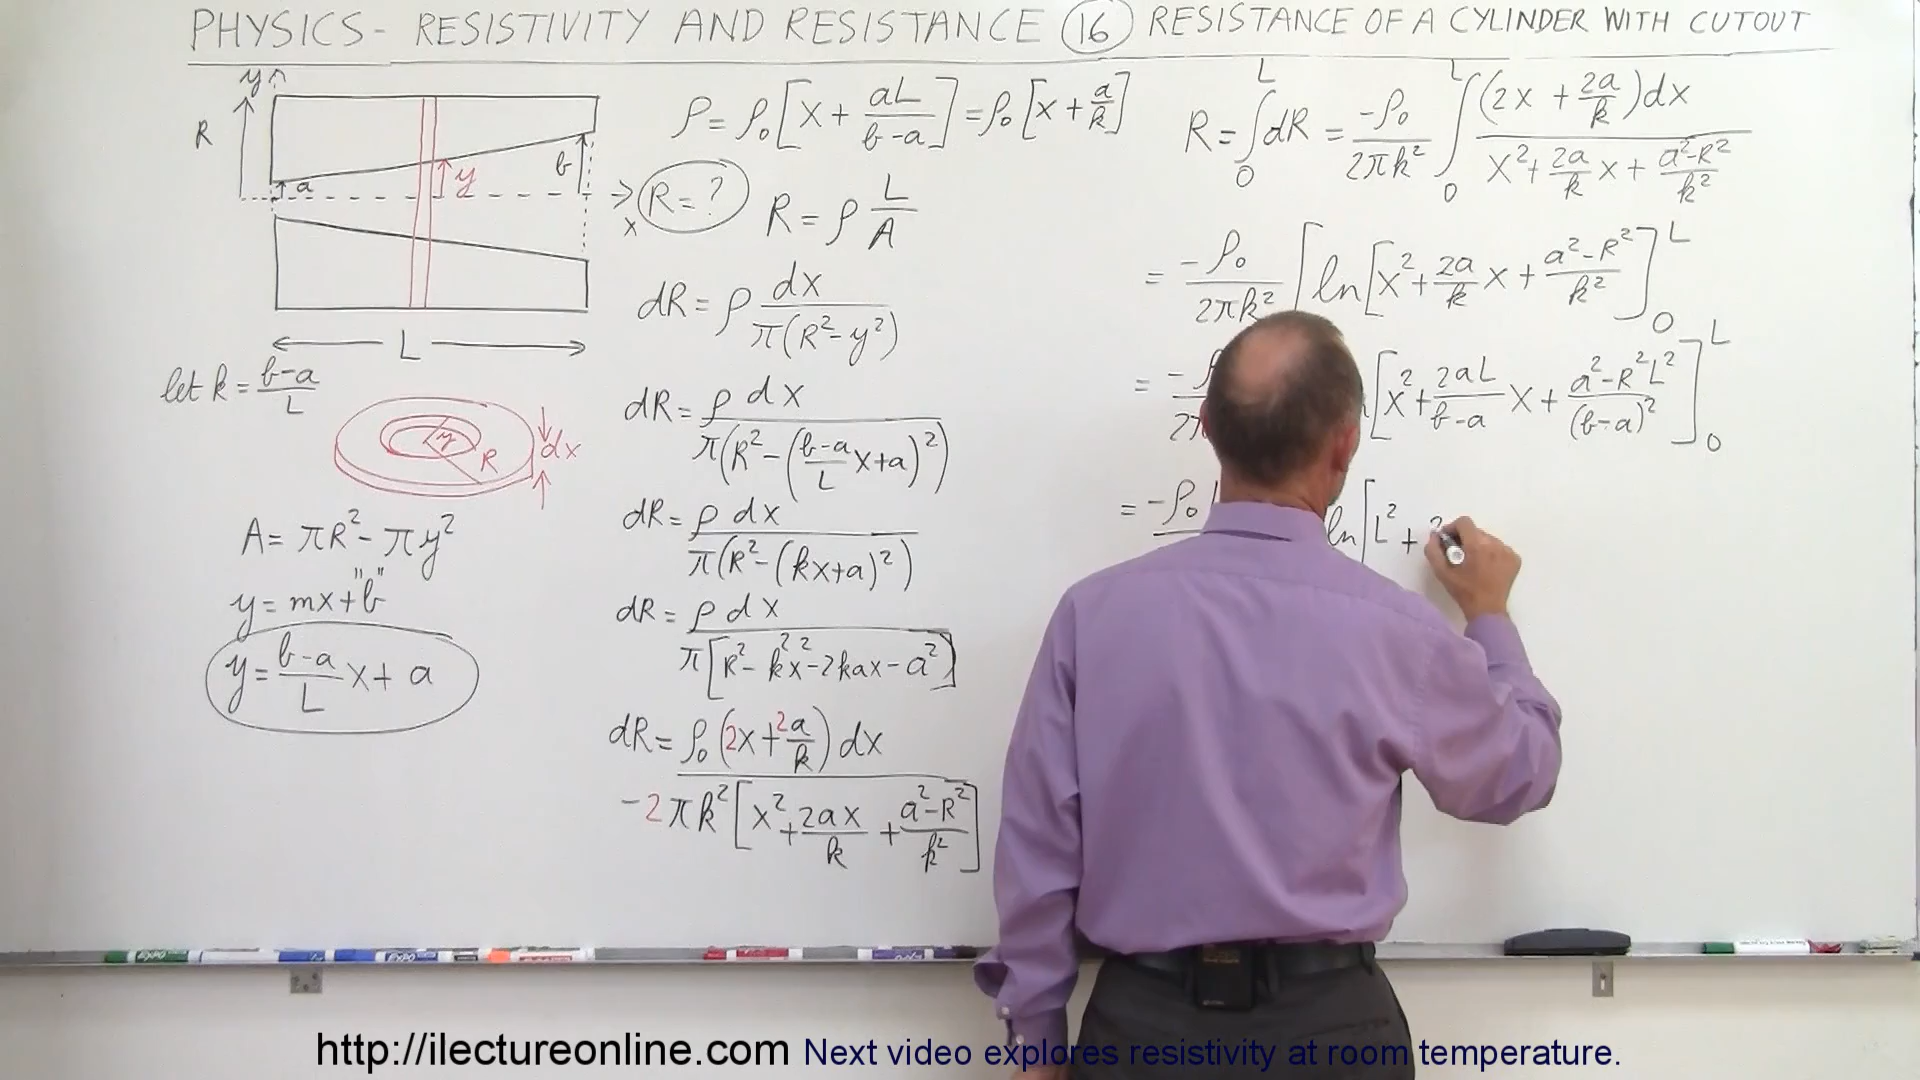 PHYSICS - RESISTIVITY AND RESISTANCE (16) RESISTANCE OF A CYLINDER WITH CUTOUT
y
R
a
y
b
x
L
let k = (b-a)/L
y R dx
A = πR² - πy²
y = mx + "b"
y = (b-a)/L x + a
ρ = ρ₀[x + aL/(b-a)] = ρ₀[x + a/k]
R = ? R = ρ L/A
dR = ρ dx / π(R² - y²)
dR = ρ dx / π(R² - ((b-a)/L x + a)²)
dR = ρ dx / π(R² - (kx+a)²)
dR = ρ dx / π[R² - k²x² - 2kax - a²]
dR = ρ₀(2x + 2a/k) dx / -2πk²[x² + 2ax/k + (a²-R²)/k²]
R = ∫₀ᴸ dR = -ρ₀/2πk² ∫₀ᴸ (2x + 2a/k)dx / x² + 2a/k x + (a²-R²)/k²
= -ρ₀/2πk² [ln[x² + 2a/k x + (a²-R²)/k²]₀ᴸ
= [x² + 2aL/(b-a) x + (a²-R²L²)/(b-a)²]₀ᴸ
= -ρ₀ ln[L² +
EXPO
EXPO
http://ilectureonline.com Next video explores resistivity at room temperature.